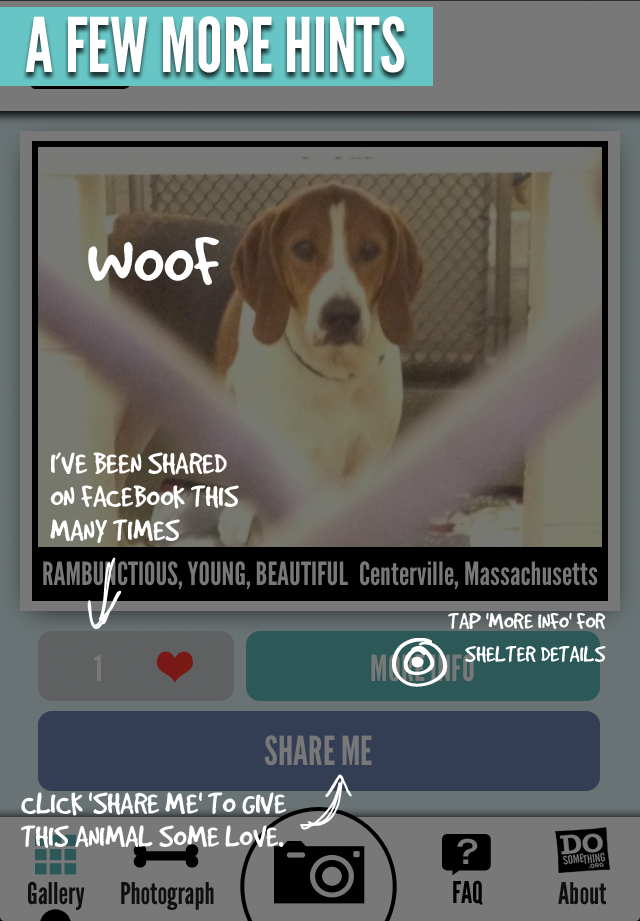 A FEW MORE HINTS
WOOF
I'VE BEEN SHARED
ON FACEBOOK THIS
MANY TIMES
RAMBUNCTIOUS, YOUNG, BEAUTIFUL Centerville, Massachusetts
TAP 'MORE INFO' FOR
SHELTER DETAILS
1
MORE INFO
SHARE ME
CLICK 'SHARE ME' TO GIVE
THIS ANIMAL SOME LOVE.
?
DO
SOMETHING
.ORG
Gallery
Photograph
FAQ
About